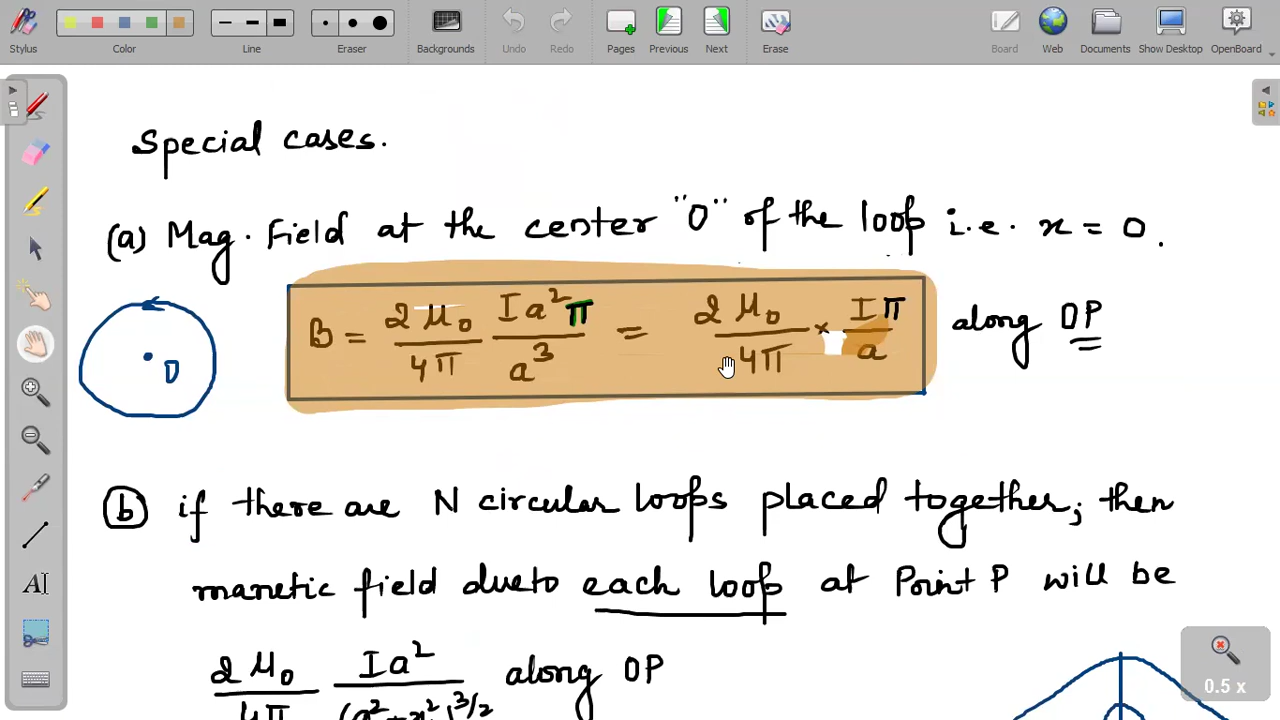 Stylus Color Line Eraser Backgrounds Undo Redo Pages Previous Next Erase Board Web Documents Show Desktop OpenBoard
Special cases.
(a) Mag. Field at the center "O" of the loop i.e. x = 0.
B = 2μ₀/4π Ia²π/a³ = 2μ₀/4π × Iπ/a along OP
O
(b) if there are N circular loops placed together; then
manetic field due to each loop at Point P will be
2μ₀/4π Ia²/(a²+x²)^3/2 along OP
0.5 x